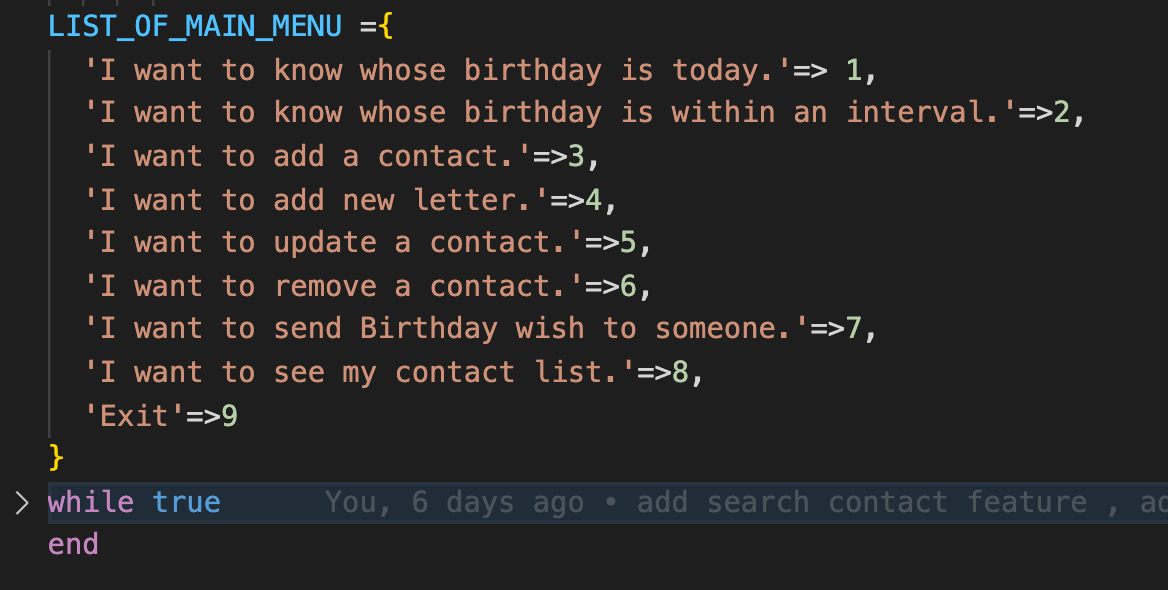 LIST_OF_MAIN_MENU ={
'I want to know whose birthday is today.'=> 1,
'I want to know whose birthday is within an interval.'=>2,
'I want to add a contact.'=>3,
'I want to add new letter.'=>4,
'I want to update a contact.'=>5,
'I want to remove a contact.'=>6,
'I want to send Birthday wish to someone.'=>7,
'I want to see my contact list.'=>8,
'Exit'=>9
}
while true You, 6 days ago • add search contact feature ,
end